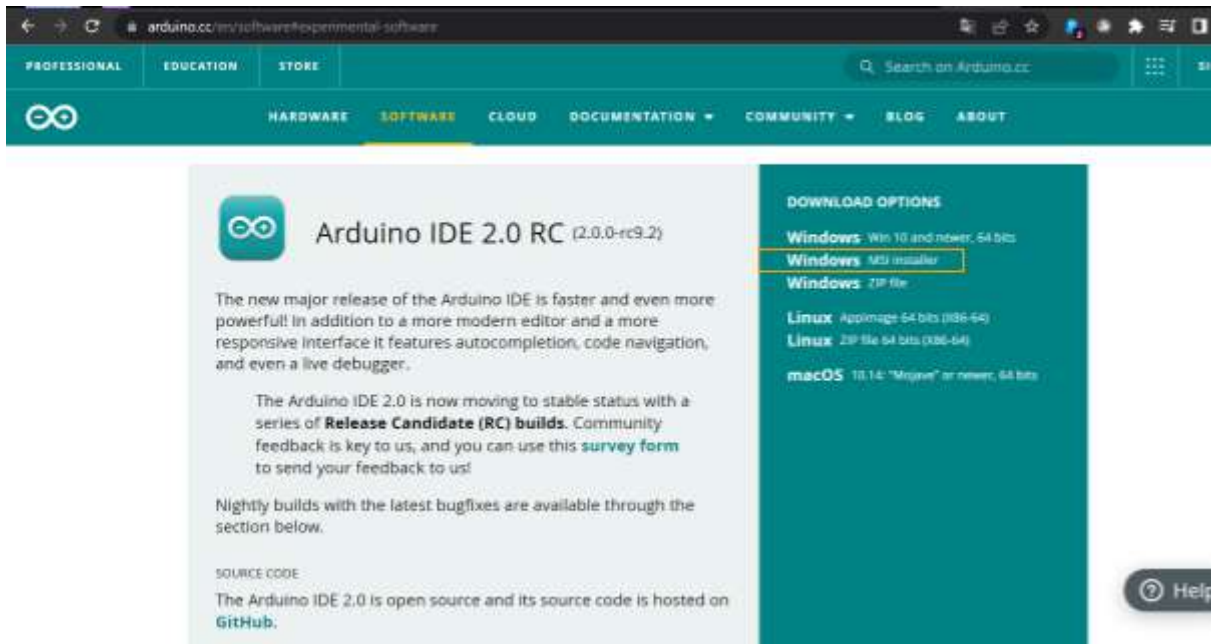 arduino.cc/en/software#experimental-software
PROFESSIONAL EDUCATION STORE
Search on Arduino.cc
HARDWARE SOFTWARE CLOUD DOCUMENTATION COMMUNITY BLOG ABOUT
Arduino IDE 2.0 RC (2.0.0-rc9.2)
The new major release of the Arduino IDE is faster and even more
powerful! In addition to a more modern editor and a more
responsive interface it features autocompletion, code navigation,
and even a live debugger.
The Arduino IDE 2.0 is now moving to stable status with a
series of Release Candidate (RC) builds. Community
feedback is key to us, and you can use this survey form
to send your feedback to us!
Nightly builds with the latest bugfixes are available through the
section below.
SOURCE CODE
The Arduino IDE 2.0 is open source and its source code is hosted on
GitHub.
DOWNLOAD OPTIONS
Windows Win 10 and newer, 64 bits
Windows MSI installer
Windows ZIP file
Linux AppImage 64 bits (X86-64)
Linux ZIP file 64 bits (X86-64)
macOS 10.14: "Mojave" or newer, 64 bits
Help